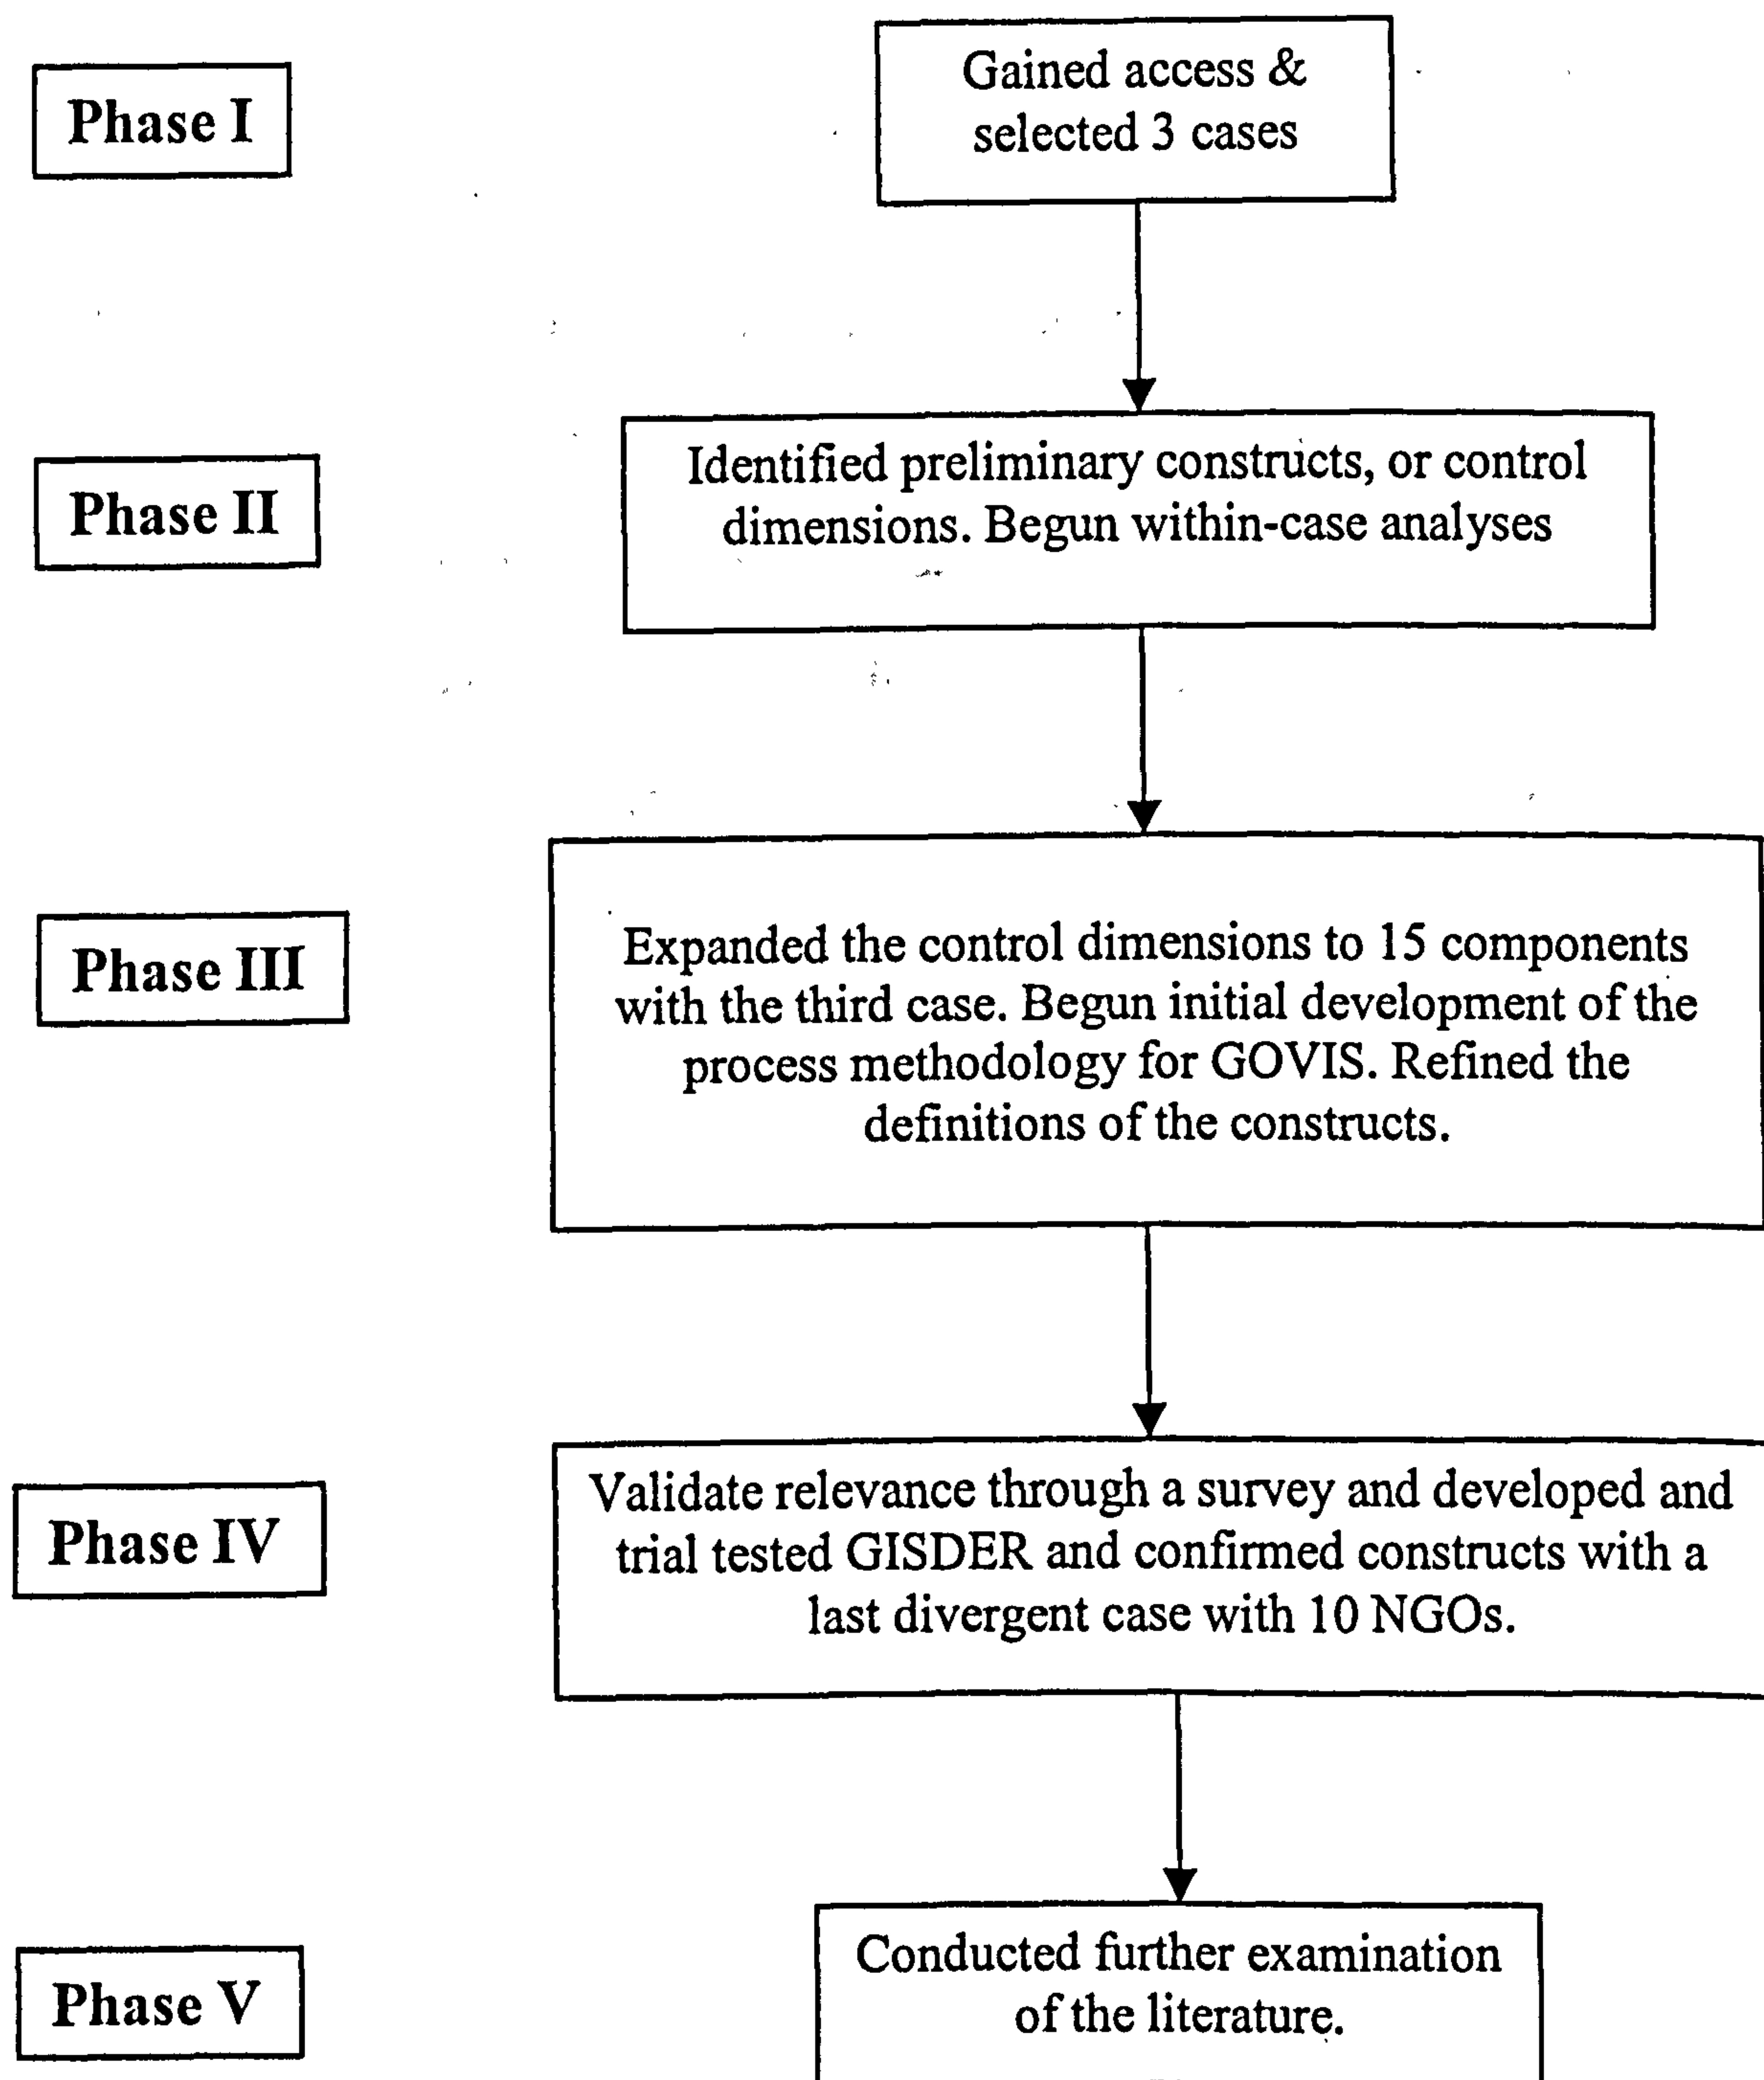 Phase I
Gained access &
selected 3 cases
Phase II
Identified preliminary constructs, or control
dimensions. Begun within-case analyses
Phase III
Expanded the control dimensions to 15 components
with the third case. Begun initial development of the
process methodology for GOVIS. Refined the
definitions of the constructs.
Phase IV
Validate relevance through a survey and developed and
trial tested GISDER and confirmed constructs with a
last divergent case with 10 NGOs.
Phase V
Conducted further examination
of the literature.